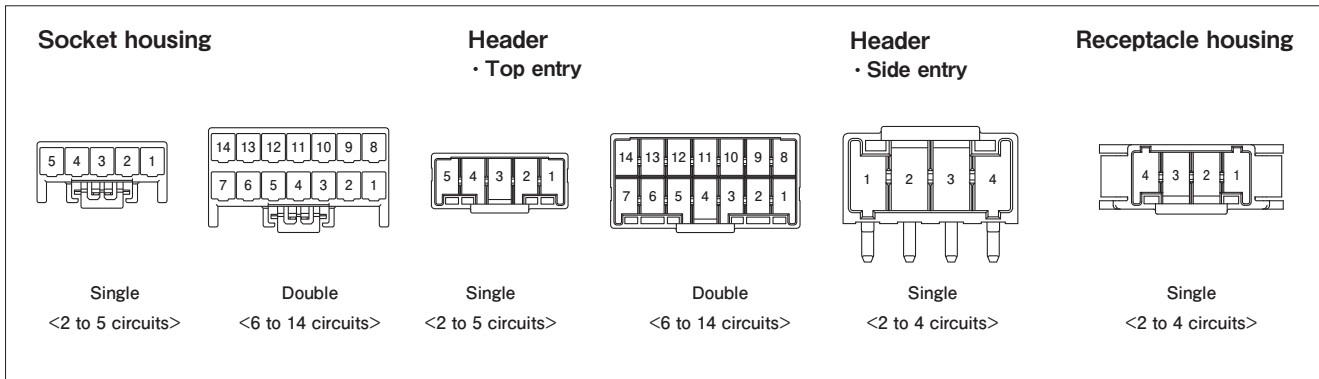 Socket housing
Header
・Top entry
Header
・Side entry
Receptacle housing
5 4 3 2 1
14 13 12 11 10 9 8
7 6 5 4 3 2 1
5 4 3 2 1
14 13 12 11 10 9 8
7 6 5 4 3 2 1
1 2 3 4
4 3 2 1
Single
<2 to 5 circuits>
Double
<6 to 14 circuits>
Single
<2 to 5 circuits>
Double
<6 to 14 circuits>
Single
<2 to 4 circuits>
Single
<2 to 4 circuits>